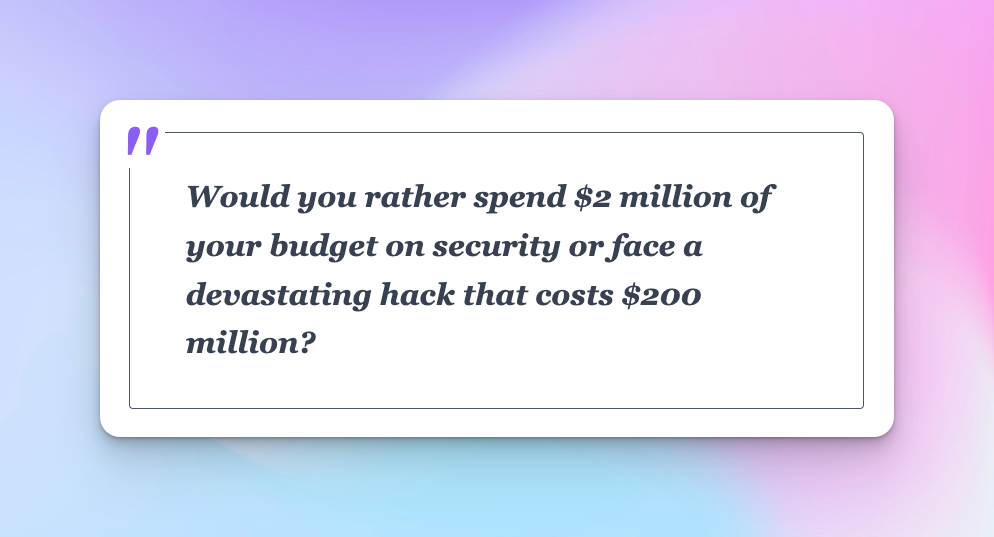 "
Would you rather spend $2 million of
your budget on security or face a
devastating hack that costs $200
million?